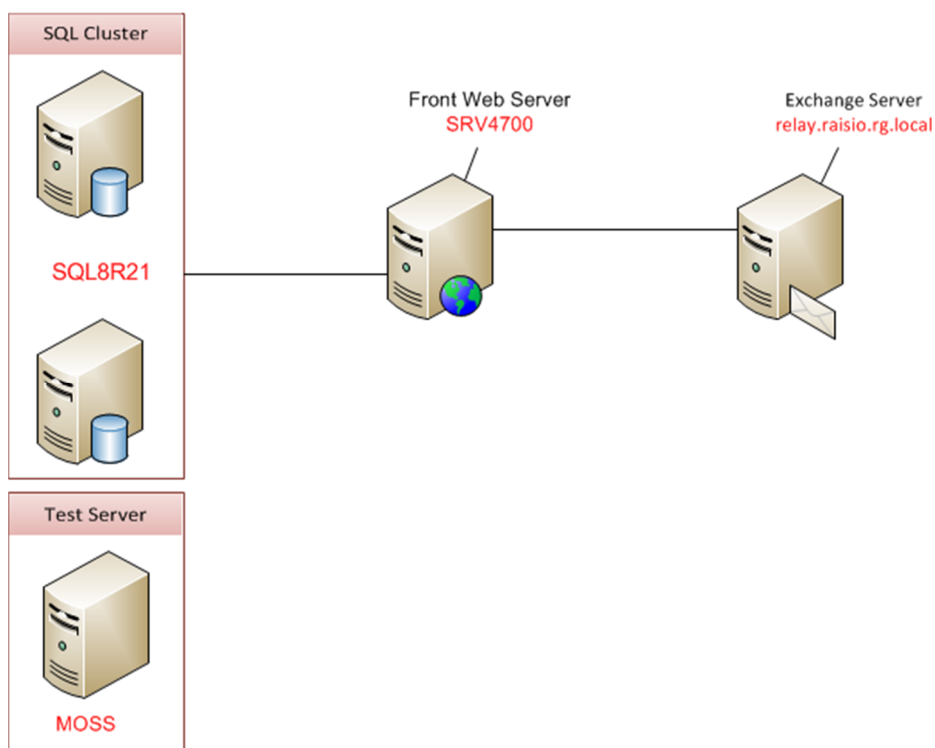 SQL Cluster
SQL8R21
Front Web Server
SRV4700
Exchange Server
relay.raisio.rg.local
Test Server
MOSS